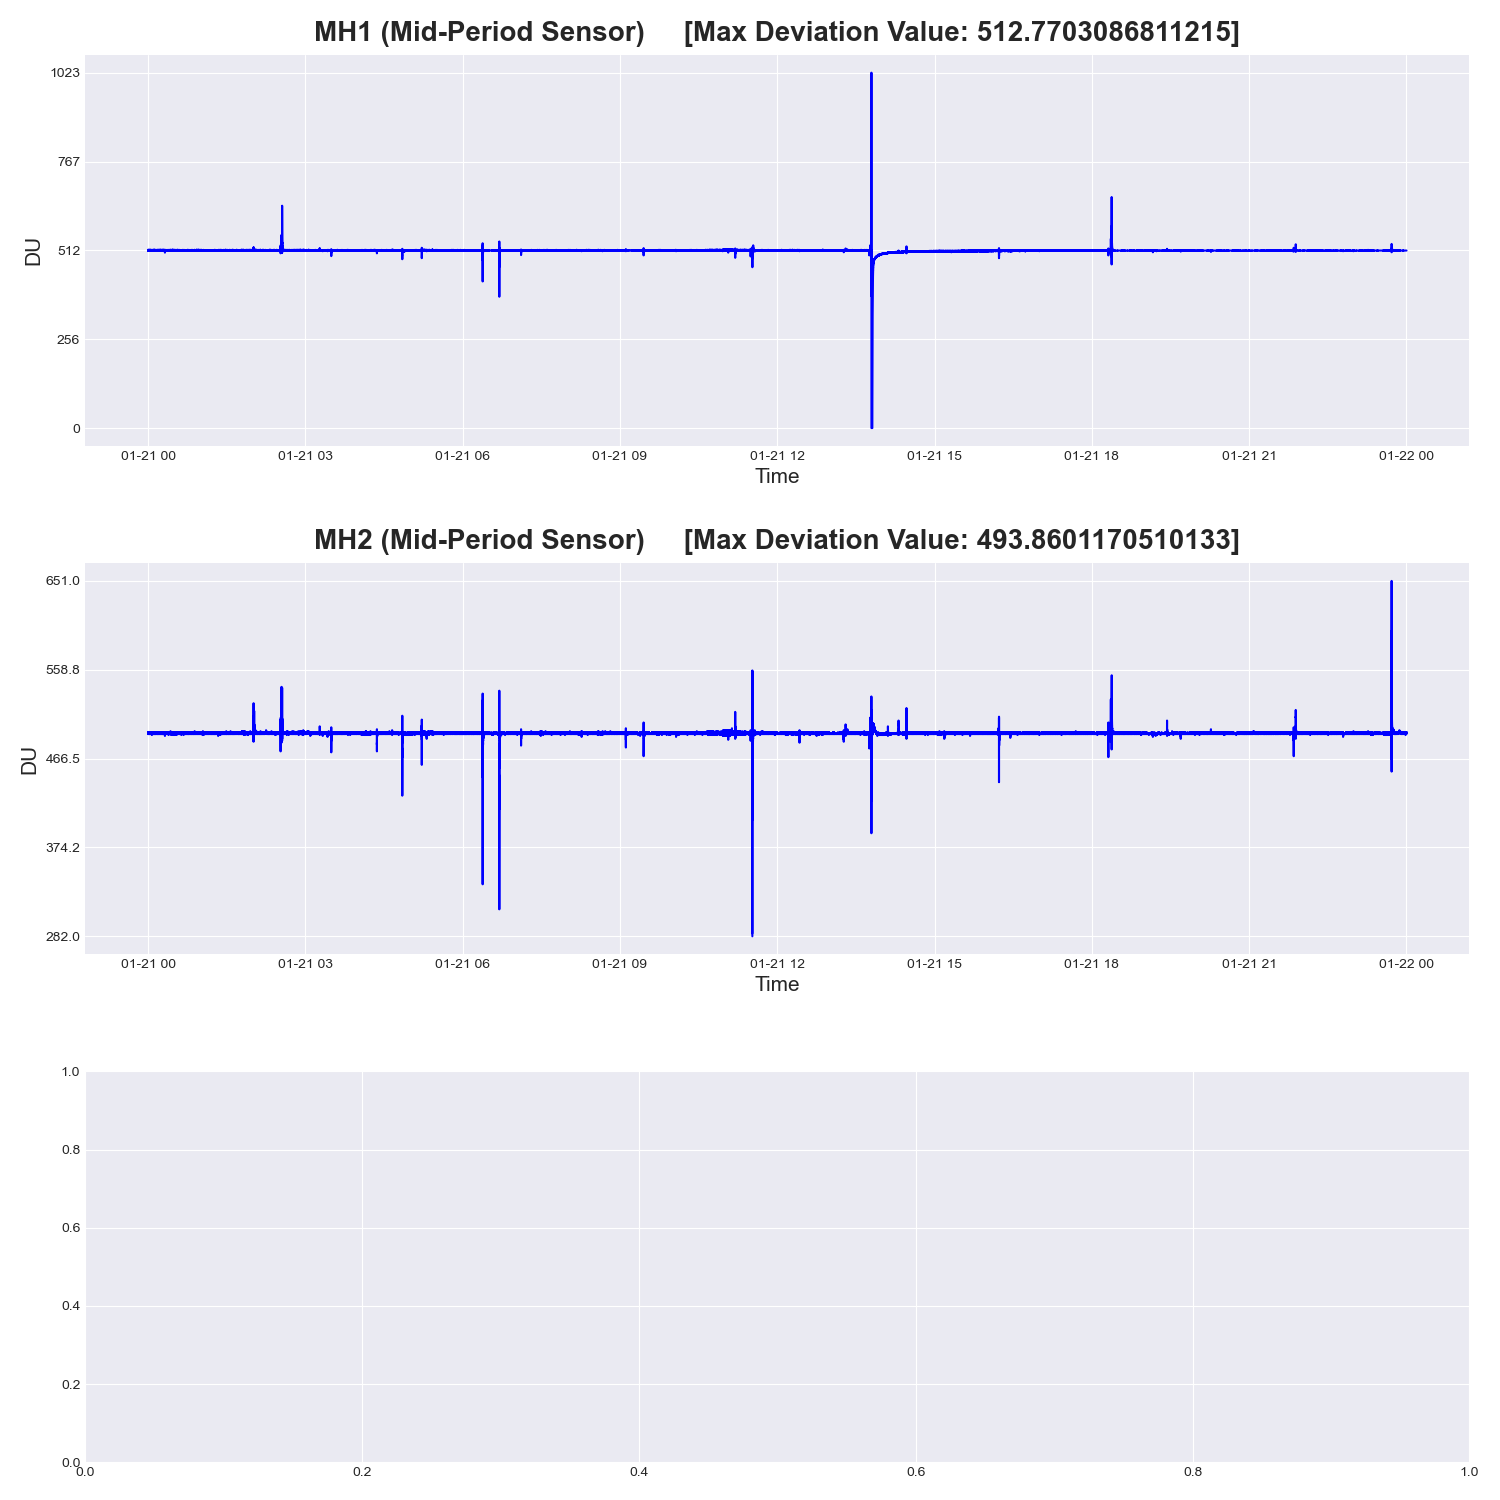 MH1 (Mid-Period Sensor) [Max Deviation Value: 512.7703086811215]
1023
767
512
256
0
DU
01-21 00 01-21 03 01-21 06 01-21 09 01-21 12 01-21 15 01-21 18 01-21 21 01-22 00
Time
MH2 (Mid-Period Sensor) [Max Deviation Value: 493.8601170510133]
651.0
558.8
466.5
374.2
282.0
DU
01-21 00 01-21 03 01-21 06 01-21 09 01-21 12 01-21 15 01-21 18 01-21 21 01-22 00
Time
1.0
0.8
0.6
0.4
0.2
0.0
0.0 0.2 0.4 0.6 0.8 1.0